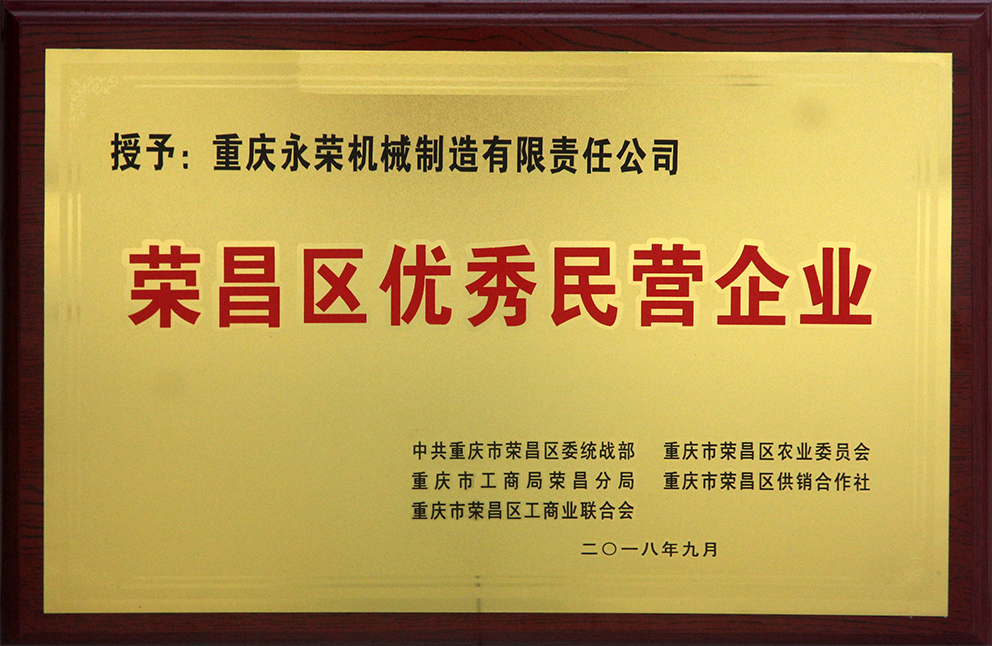 授予：重庆永荣机械制造有限责任公司
荣昌区优秀民营企业
中共重庆市荣昌区委统战部 重庆市荣昌区农业委员会
重庆市工商局荣昌分局 重庆市荣昌区供销合作社
重庆市荣昌区工商业联合会
二〇一八年九月